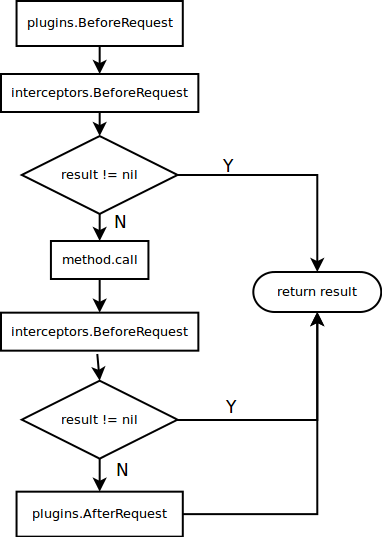 plugins.BeforeRequest
interceptors.BeforeRequest
result != nil
Y
N
method.call
return result
interceptors.BeforeRequest
result != nil
Y
N
plugins.AfterRequest